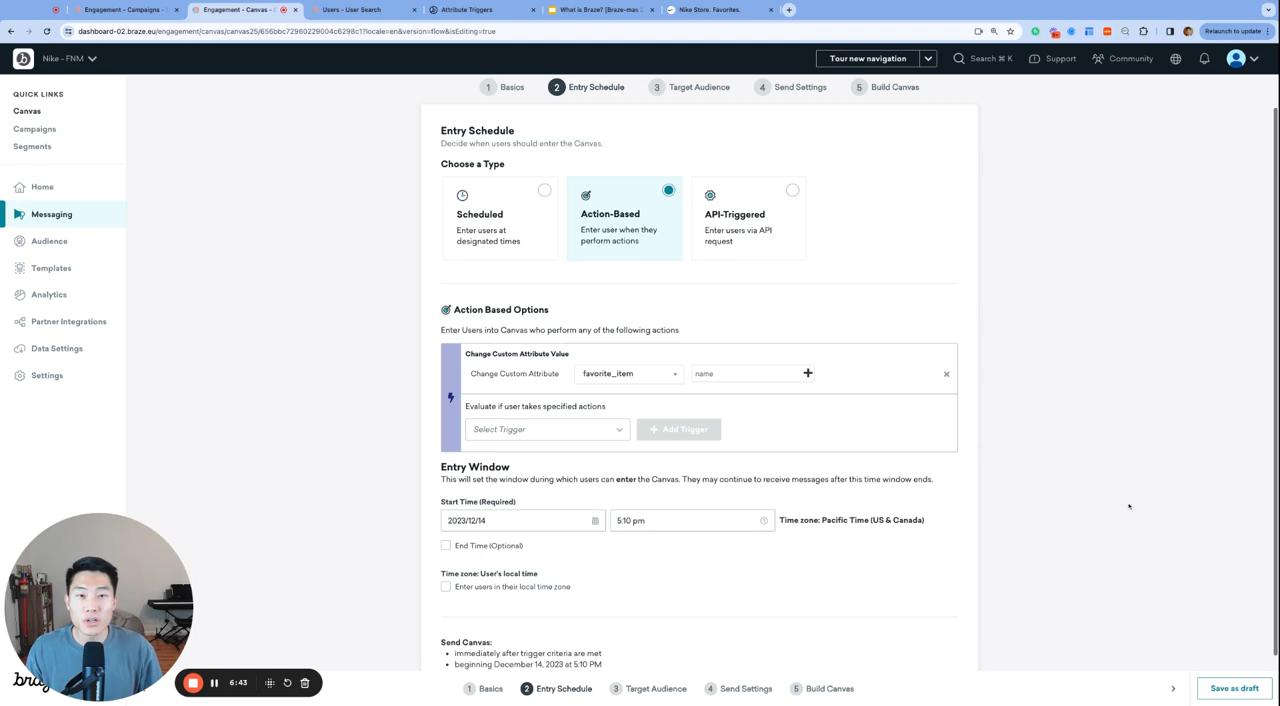 Engagement - Campaigns -
Engagement - Canvas -
Users - User Search
Attribute Triggers
What is Braze? [Braze-mas
Nike Store. Favorites.
dashboard-02.braze.eu/engagement/canvas/canvas25/656bbc72960229004c6298c1?locale=en&version=flow&isEditing=true
Relaunch to update
Nike - FNM
Tour new navigation
Search ⌘ K
Support
Community
QUICK LINKS
Canvas
Campaigns
Segments
Home
Messaging
Audience
Templates
Analytics
Partner Integrations
Data Settings
Settings
1 Basics
2 Entry Schedule
3 Target Audience
4 Send Settings
5 Build Canvas
Entry Schedule
Decide when users should enter the Canvas.
Choose a Type
Scheduled
Enter users at
designated times
Action-Based
Enter user when they
perform actions
API-Triggered
Enter users via API
request
Action Based Options
Enter Users into Canvas who perform any of the following actions
Change Custom Attribute Value
Change Custom Attribute favorite_item name
Evaluate if user takes specified actions
Select Trigger
Add Trigger
Entry Window
This will set the window during which users can enter the Canvas. They may continue to receive messages after this time window ends.
Start Time (Required)
2023/12/14 5:10 pm Time zone: Pacific Time (US & Canada)
End Time (Optional)
Time zone: User's local time
Enter users in their local time zone
Send Canvas:
• immediately after trigger criteria are met
• beginning December 14, 2023 at 5:10 PM
6:43
1 Basics
2 Entry Schedule
3 Target Audience
4 Send Settings
5 Build Canvas
Save as draft